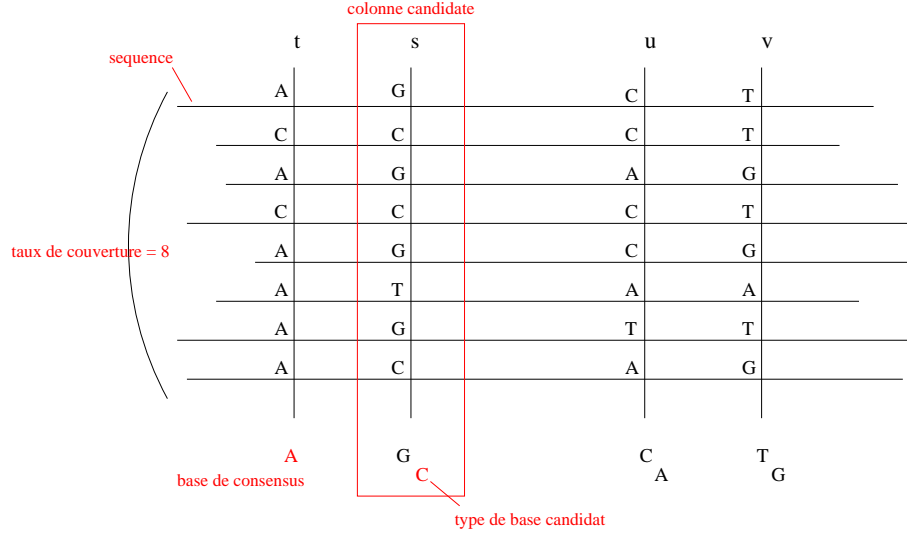 colonne candidate
t s u v
sequence
A G C T
C C C T
A G A G
C C C T
taux de couverture = 8
A G C G
A T A A
A G T T
A C A G
A G C T
C A G
base de consensus
type de base candidat